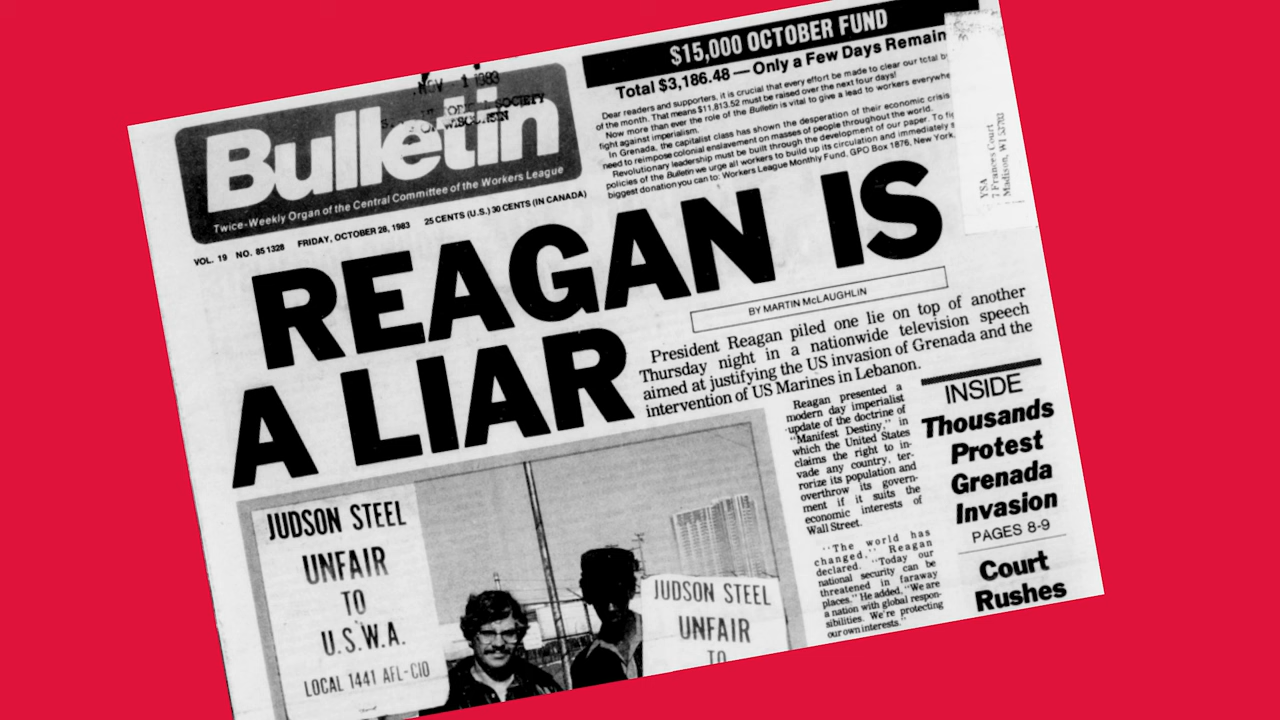 $15,000 OCTOBER FUND
Total $3,186.48 — Only a Few Days Remain
Dear readers and supporters, it is crucial that every effort be made to clear our total by
of the month. That means $11,813.52 must be raised over the next four days!
Now more than ever the role of the Bulletin is vital to give a lead to workers everywhe
fight against imperialism.
In Grenada, the capitalist class has shown the desperation of their economic crisis
need to reimpose colonial enslavement on masses of people throughout the world.
Revolutionary leadership must be built through the development of our paper. To fi
policies of the Bulletin we urge all workers to build up its circulation and immediately
biggest donation you can to: Workers League Monthly Fund, GPO Box 1876, New York,
YSA
7 Frances Court
Madison, WI 53703
NOV 1 1983
SOCIETY
WISCONSIN
Bulletin
Twice-Weekly Organ of the Central Committee of the Workers League
VOL. 19 NO. 85 1328 FRIDAY, OCTOBER 28, 1983 25 CENTS (U.S.) 30 CENTS (IN CANADA)
REAGAN IS
A LIAR
BY MARTIN McLAUGHLIN
President Reagan piled one lie on top of another
Thursday night in a nationwide television speech
aimed at justifying the US invasion of Grenada and the
intervention of US Marines in Lebanon.
Reagan presented a
modern day imperialist
update of the doctrine of
"Manifest Destiny," in
which the United States
claims the right to in-
vade any country, ter-
rorize its population and
overthrow its govern-
ment if it suits the
economic interests of
Wall Street.
"The world has
changed," Reagan
declared. "Today our
national security can be
threatened in faraway
places." He added, "We are
a nation with global respon-
sibilities. We're protecting
our own interests."
INSIDE
Thousands
Protest
Grenada
Invasion
PAGES 8-9
Court
Rushes
JUDSON STEEL
UNFAIR
TO
U.S.W.A.
LOCAL 1441 AFL-CIO
JUDSON STEEL
UNFAIR
TO